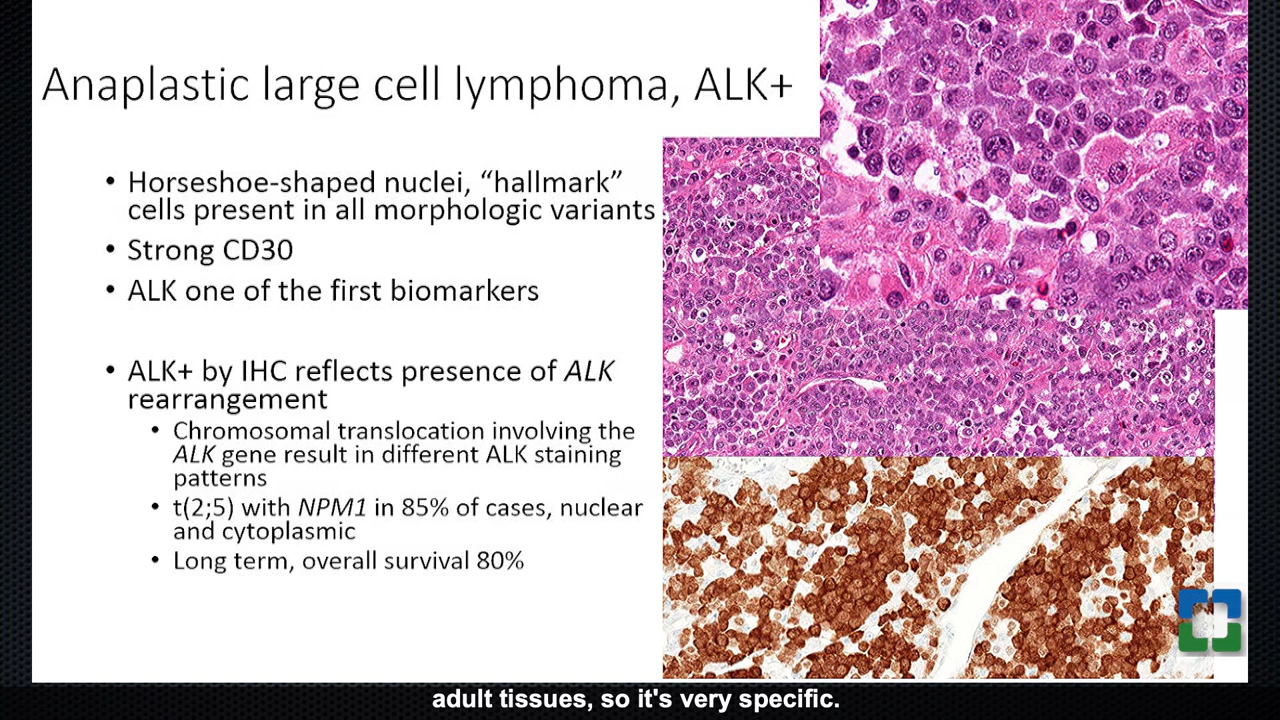 Anaplastic large cell lymphoma, ALK+
• Horseshoe-shaped nuclei, “hallmark”
cells present in all morphologic variants
• Strong CD30
• ALK one of the first biomarkers
• ALK+ by IHC reflects presence of ALK
rearrangement
• Chromosomal translocation involving the
ALK gene result in different ALK staining
patterns
• t(2;5) with NPM1 in 85% of cases, nuclear
and cytoplasmic
• Long term, overall survival 80%
adult tissues, so it's very specific.